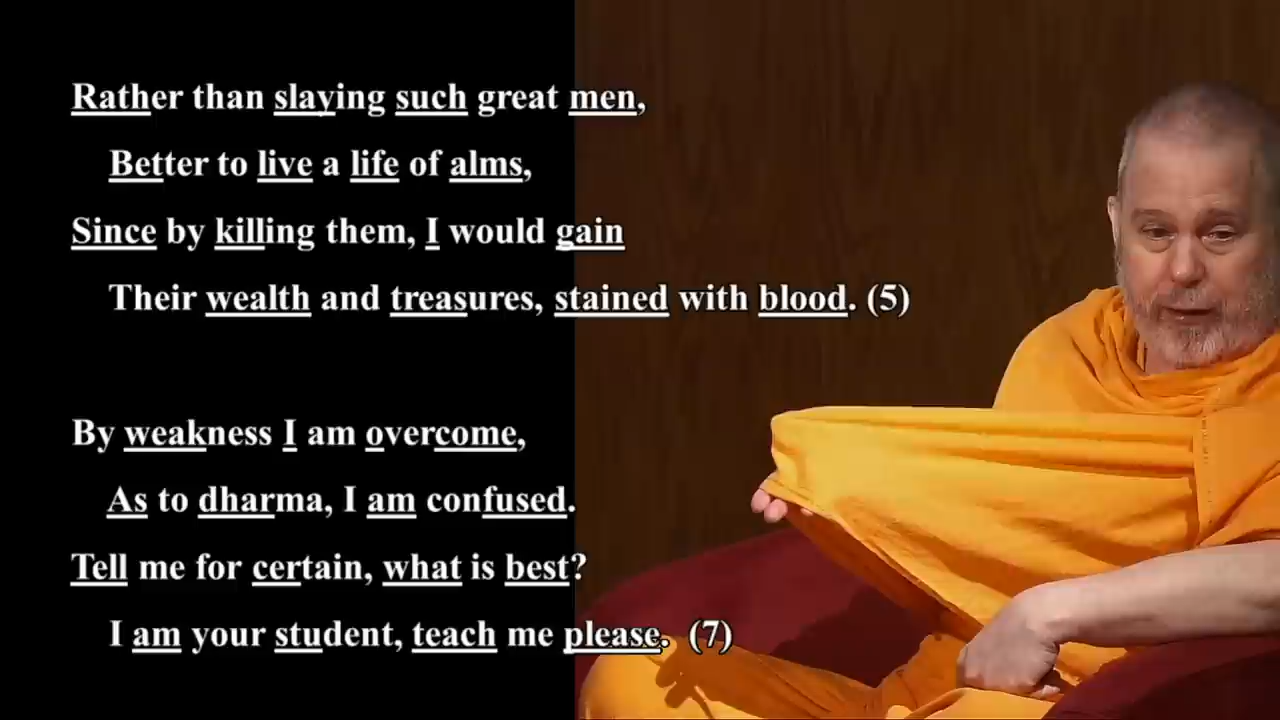 Rather than slaying such great men,
Better to live a life of alms,
Since by killing them, I would gain
Their wealth and treasures, stained with blood. (5)
By weakness I am overcome,
As to dharma, I am confused.
Tell me for certain, what is best?
I am your student, teach me please. (7)